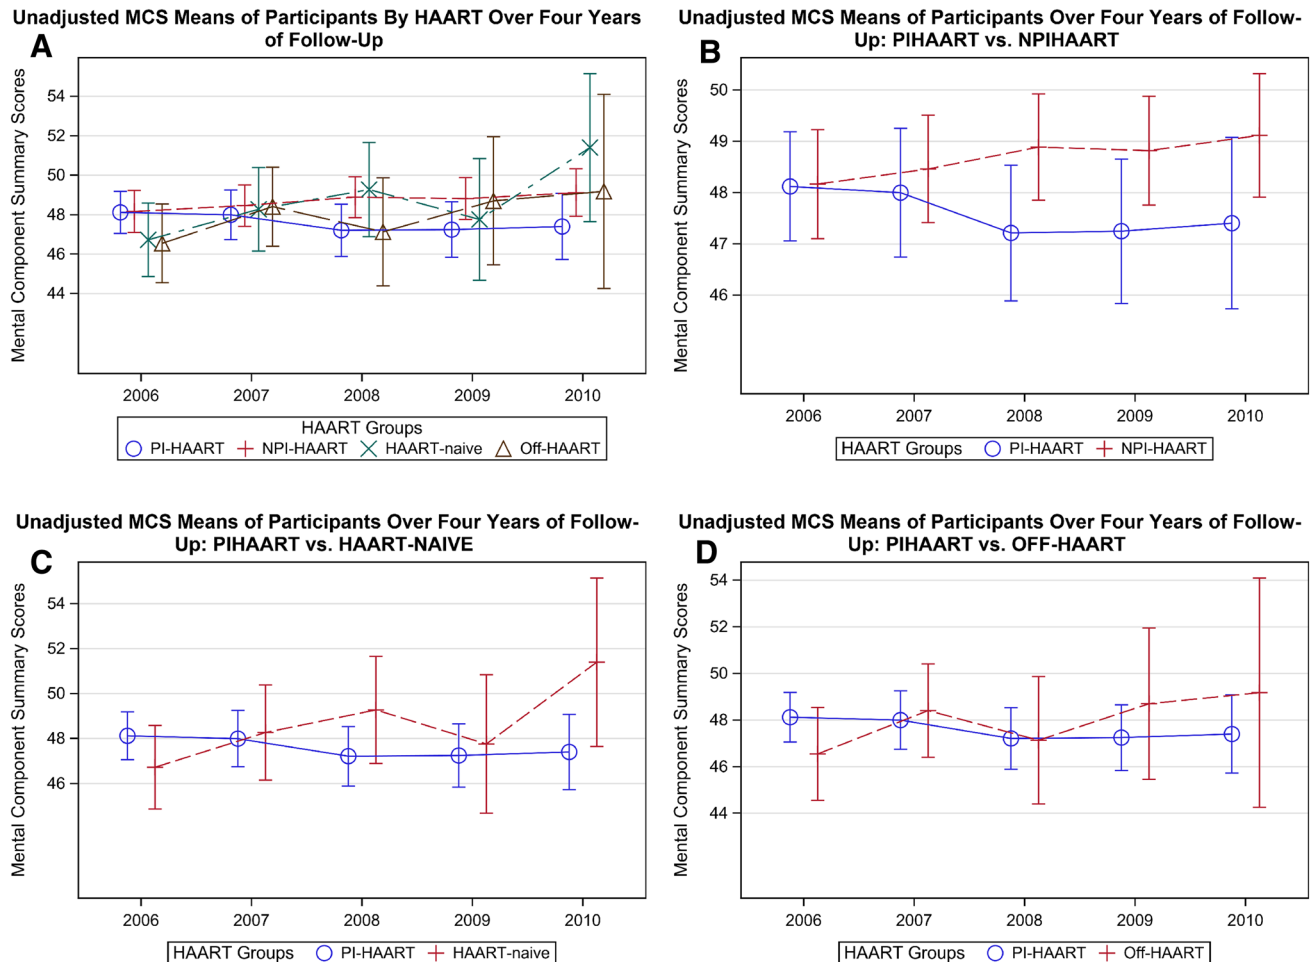 Unadjusted MCS Means of Participants By HAART Over Four Years
of Follow-Up
A
Mental Component Summary Scores
54
52
50
48
46
44
2006 2007 2008 2009 2010
HAART Groups
PI-HAART NPI-HAART HAART-naive Off-HAART
Unadjusted MCS Means of Participants Over Four Years of Follow-
Up: PIHAART vs. NPIHAART
B
Mental Component Summary Scores
50
49
48
47
46
2006 2007 2008 2009 2010
HAART Groups PI-HAART NPI-HAART
Unadjusted MCS Means of Participants Over Four Years of Follow-
Up: PIHAART vs. HAART-NAIVE
C
Mental Component Summary Scores
54
52
50
48
46
2006 2007 2008 2009 2010
HAART Groups PI-HAART HAART-naive
Unadjusted MCS Means of Participants Over Four Years of Follow-
Up: PIHAART vs. OFF-HAART
D
Mental Component Summary Scores
54
52
50
48
46
44
2006 2007 2008 2009 2010
HAART Groups PI-HAART Off-HAART